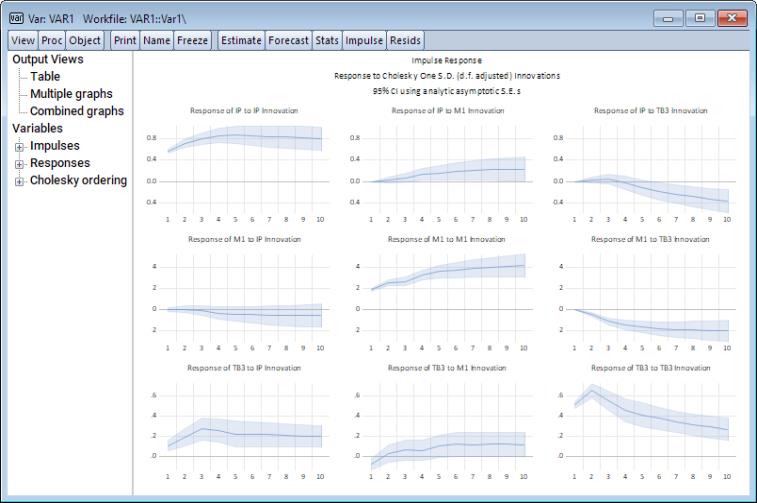 Var: VAR1 Workfile: VAR1::Var1\
View Proc Object Print Name Freeze Estimate Forecast Stats Impulse Resids
Output Views
Table
Multiple graphs
Combined graphs
Variables
Impulses
Responses
Cholesky ordering
Impulse Response
Response to Cholesky One S.D. (d.f. adjusted) Innovations
95% CI using analytic asymptotic S.E.s
Response of IP to IP Innovation
0.8
0.4
0.0
0.4
1 2 3 4 5 6 7 8 9 10
Response of IP to M1 Innovation
0.8
0.4
0.0
0.4
1 2 3 4 5 6 7 8 9 10
Response of IP to TB3 Innovation
0.8
0.4
0.0
0.4
1 2 3 4 5 6 7 8 9 10
Response of M1 to IP Innovation
4
2
0
2
1 2 3 4 5 6 7 8 9 10
Response of M1 to M1 Innovation
4
2
0
2
1 2 3 4 5 6 7 8 9 10
Response of M1 to TB3 Innovation
4
2
0
2
1 2 3 4 5 6 7 8 9 10
Response of TB3 to IP Innovation
.6
.4
.2
.0
1 2 3 4 5 6 7 8 9 10
Response of TB3 to M1 Innovation
.6
.4
.2
.0
1 2 3 4 5 6 7 8 9 10
Response of TB3 to TB3 Innovation
.6
.4
.2
.0
1 2 3 4 5 6 7 8 9 10